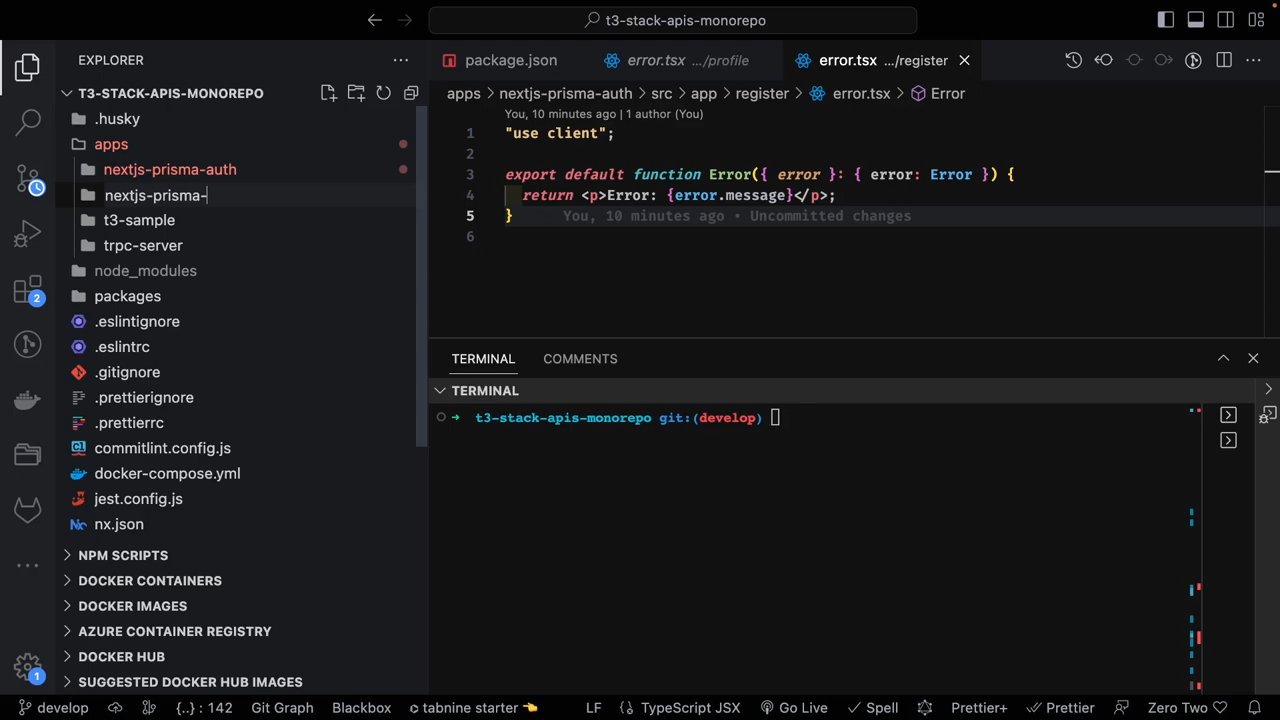 t3-stack-apis-monorepo
EXPLORER
T3-STACK-APIS-MONOREPO
.husky
apps
nextjs-prisma-auth
nextjs-prisma-
t3-sample
trpc-server
node_modules
packages
.eslintignore
.eslintrc
.gitignore
.prettierignore
.prettierrc
commitlint.config.js
docker-compose.yml
jest.config.js
nx.json
NPM SCRIPTS
DOCKER CONTAINERS
DOCKER IMAGES
AZURE CONTAINER REGISTRY
DOCKER HUB
SUGGESTED DOCKER HUB IMAGES
2
1
package.json error.tsx .../profile error.tsx .../register
apps > nextjs-prisma-auth > src > app > register > error.tsx > Error
You, 10 minutes ago | 1 author (You)
1 "use client";
2
3 export default function Error({ error }: { error: Error }) {
4 return <p>Error: {error.message}</p>;
5 } You, 10 minutes ago • Uncommitted changes
6
TERMINAL COMMENTS
TERMINAL
t3-stack-apis-monorepo git:(develop)
develop Git Graph {..} : 142 Blackbox tabnine starter LF TypeScript JSX Go Live Spell Prettier+ Prettier Zero Two